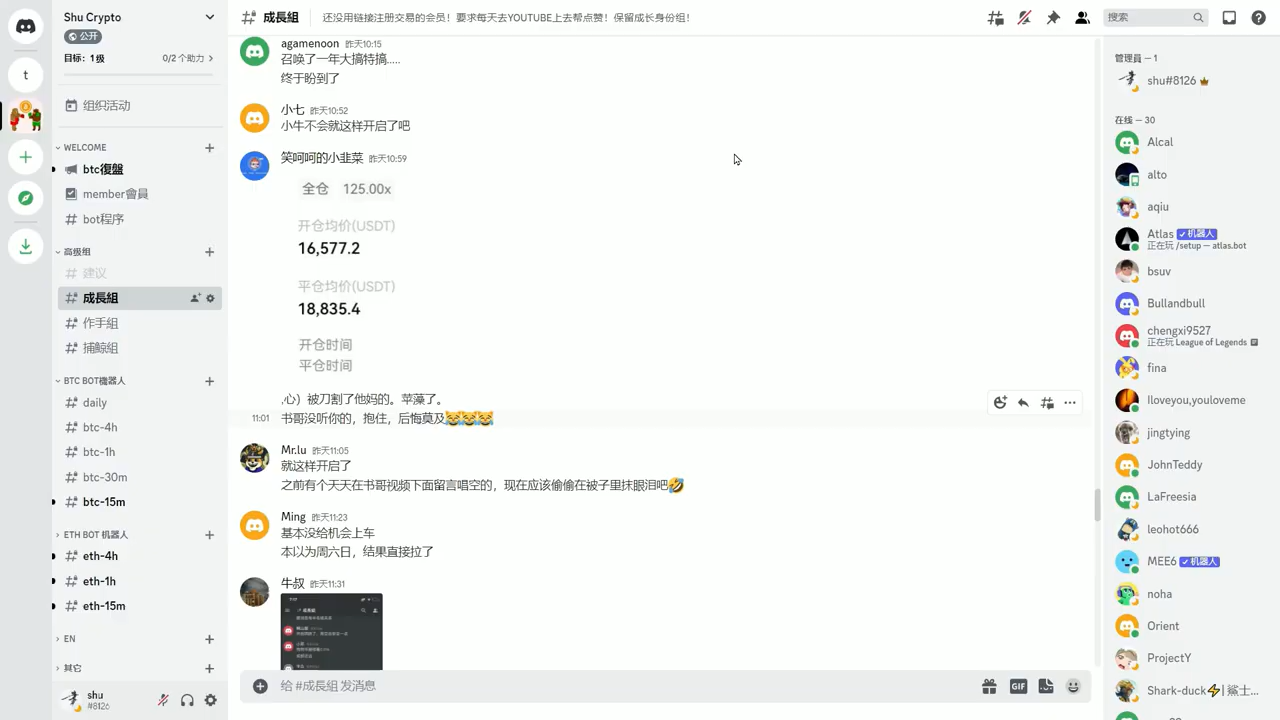 Shu Crypto
公开
目标：1级
0/2 个助力
组织活动
WELCOME
btc復盤
member會員
bot程序
高级组
建议
成長組
作手组
捕鲸组
BTC BOT機器人
daily
btc-4h
btc-1h
btc-30m
btc-15m
ETH BOT 机器人
eth-4h
eth-1h
eth-15m
其它
shu
#8126
t
成長組
还没用链接注册交易的会员！要求每天去YOUTUBE上去帮点赞！保留成长身份组！
搜索
agamenoon 昨天10:15
召唤了一年大搞特搞.....
终于盼到了
小七 昨天10:52
小牛不会就这样开启了吧
笑呵呵的小韭菜 昨天10:59
全仓 125.00x
开仓均价(USDT)
16,577.2
平仓均价(USDT)
18,835.4
开仓时间
平仓时间
心）被刀割了他妈的。苹藻了。
11:01 书哥没听你的，抱住，后悔莫及😹😹😹
Mr.lu 昨天11:05
就这样开启了
之前有个天天在书哥视频下面留言唱空的，现在应该偷偷在被子里抹眼泪吧🤣
Ming 昨天11:23
基本没给机会上车
本以为周六日，结果直接拉了
牛叔 昨天11:31
成長組
给 #成長組 发消息
GIF
管理員 — 1
shu#8126
在线 — 30
Alcal
alto
aqiu
Atlas ✓机器人
正在玩 /setup — atlas.bot
bsuv
Bullandbull
chengxi9527
正在玩 League of Legends
fina
Iloveyou,youloveme
jingtying
JohnTeddy
LaFreesia
leohot666
MEE6 ✓机器人
noha
Orien
ProjectN
Shark-duck⚡| 鯊士...